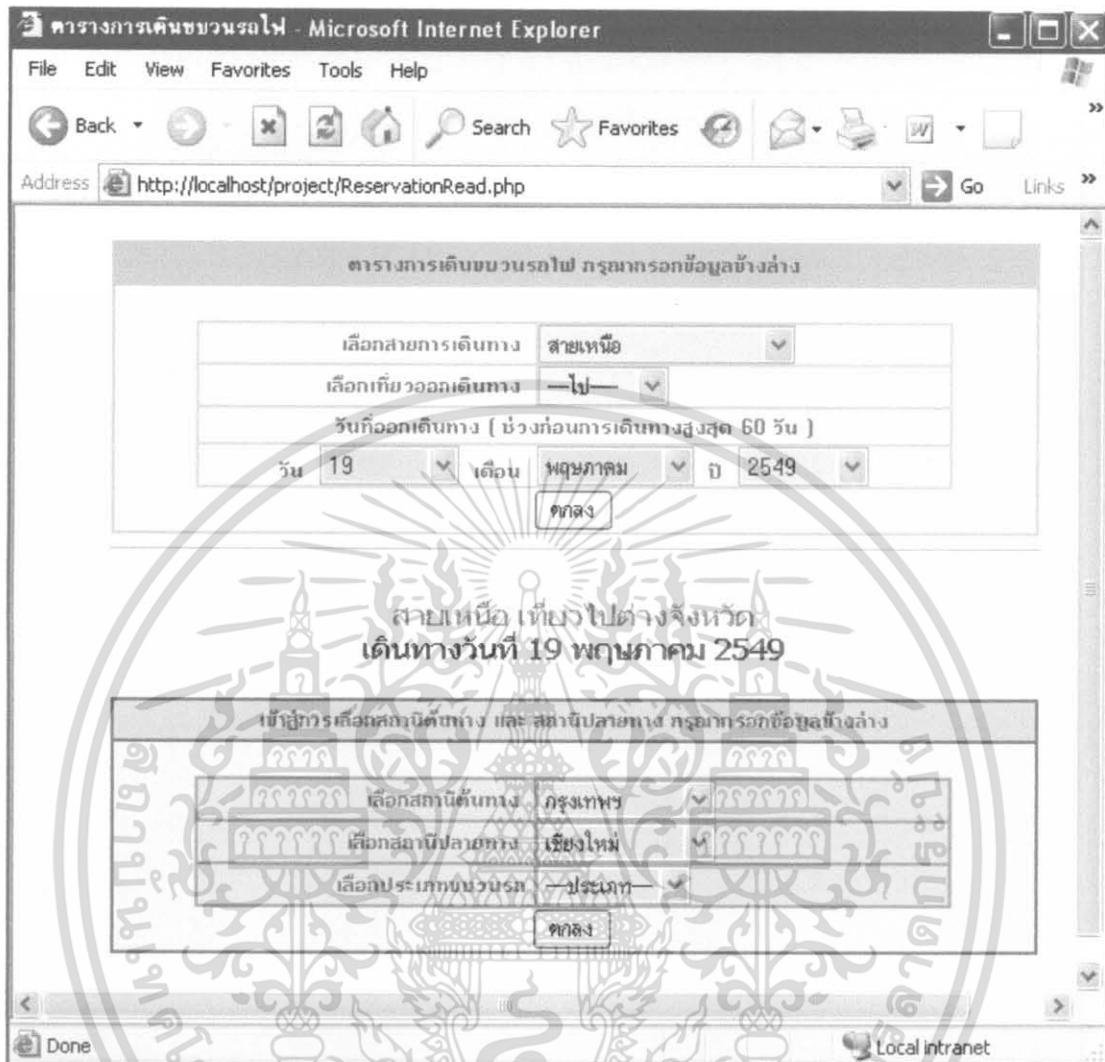 ตารางการเดินขบวนรถไฟ - Microsoft Internet Explorer
File Edit View Favorites Tools Help
Back Search Favorites
Address http://localhost/project/ReservationRead.php Go Links
ตารางการเดินขบวนรถไฟ กรุณากรอกข้อมูลข้างล่าง
เลือกสายการเดินทาง สายเหนือ
เลือกเที่ยวออกเดินทาง —ไป—
วันที่ออกเดินทาง ( ช่วงก่อนการเดินทางสูงสุด 60 วัน )
วัน 19 เดือน พฤษภาคม ปี 2549
ตกลง
สายเหนือ เที่ยวไปต่างจังหวัด
เดินทางวันที่ 19 พฤษภาคม 2549
เข้าสู่การเลือกสถานีต้นทาง และ สถานีปลายทาง กรุณากรอกข้อมูลข้างล่าง
เลือกสถานีต้นทาง กรุงเทพฯ
เลือกสถานีปลายทาง เชียงใหม่
เลือกประเภทขบวนรถ —ประเภท—
ตกลง
Done Local intranet